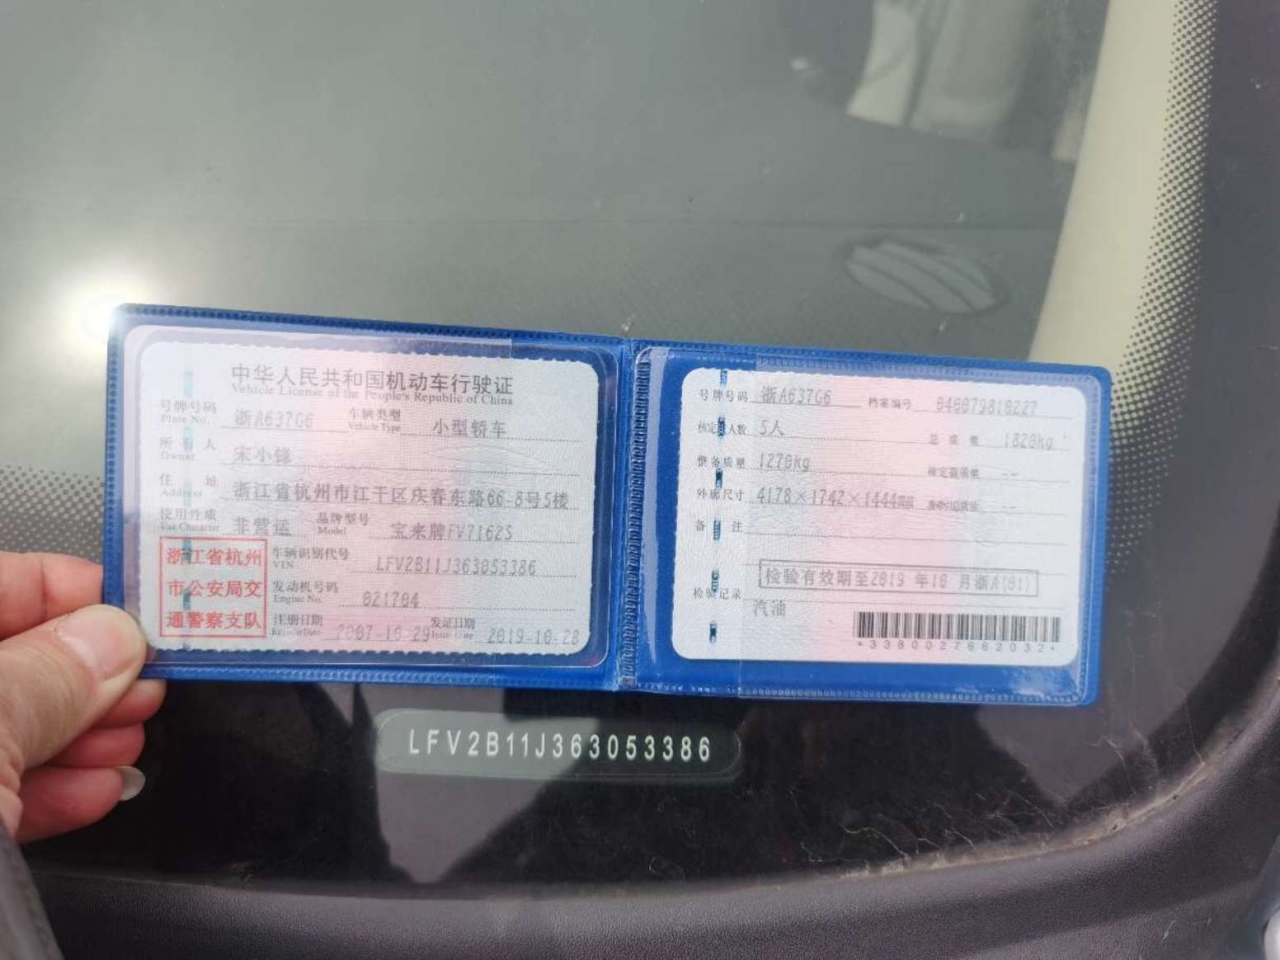 中华人民共和国机动车行驶证
Vehicle License of the People's Republic of China
号牌号码 浙A637G6 车辆类型 小型轿车
Plate No. Vehicle Type
所有人 宋小锋
Owner
住址 浙江省杭州市江干区庆春东路66-8号5楼
Address
使用性质 非营运 品牌型号 宝来牌FV7162S
Use Character Model
浙江省杭州
市公安局交
通警察支队
车辆识别代号 LFV2B11J363053386
VIN
发动机号码 021704
Engine No.
注册日期 2007-10-29 发证日期 2019-10-28
Register Date Issue Date
号牌号码 浙A637G6 档案编号
核定载人数 5人 总质量 1820kg
整备质量 1270kg 核定载质量 --
外廓尺寸 4178×1742×1444mm --
备注
检验有效期至2019年10月浙A(01)
检验记录
汽油
*3380027662032*
LFV2B11J363053386